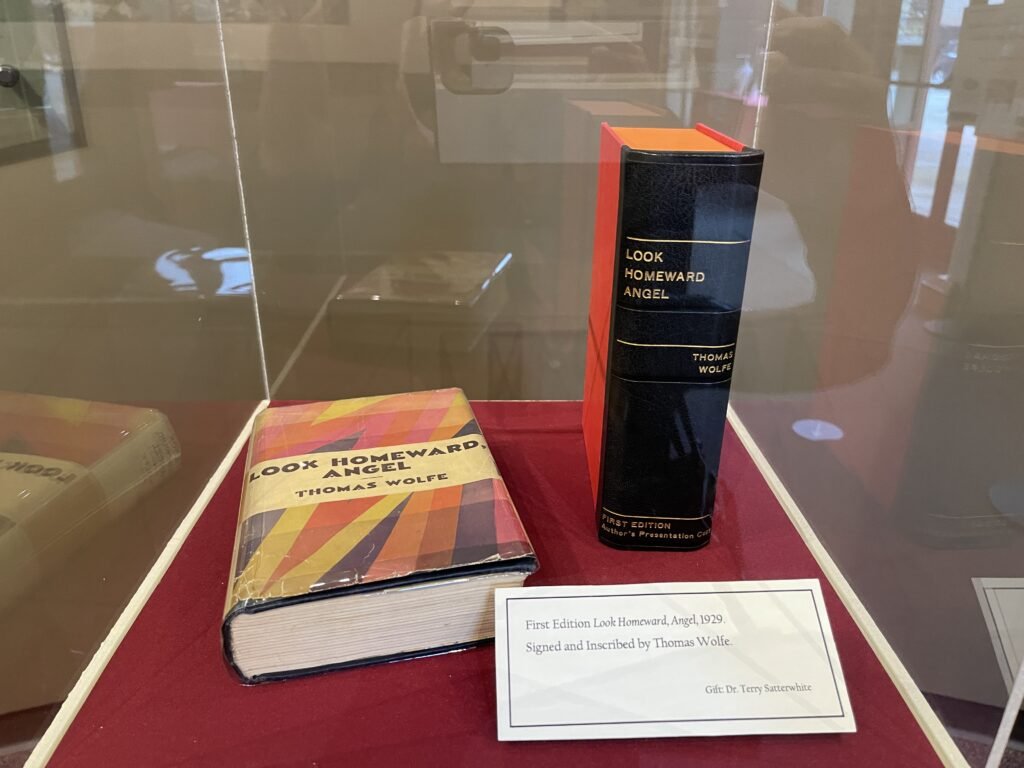 LOOK HOMEWARD,
ANGEL
THOMAS WOLFE
LOOK
HOMEWARD
ANGEL
THOMAS
WOLFE
FIRST EDITION
Author's Presentation Copy
First Edition Look Homeward, Angel, 1929.
Signed and Inscribed by Thomas Wolfe.
Gift: Dr. Terry Satterwhite